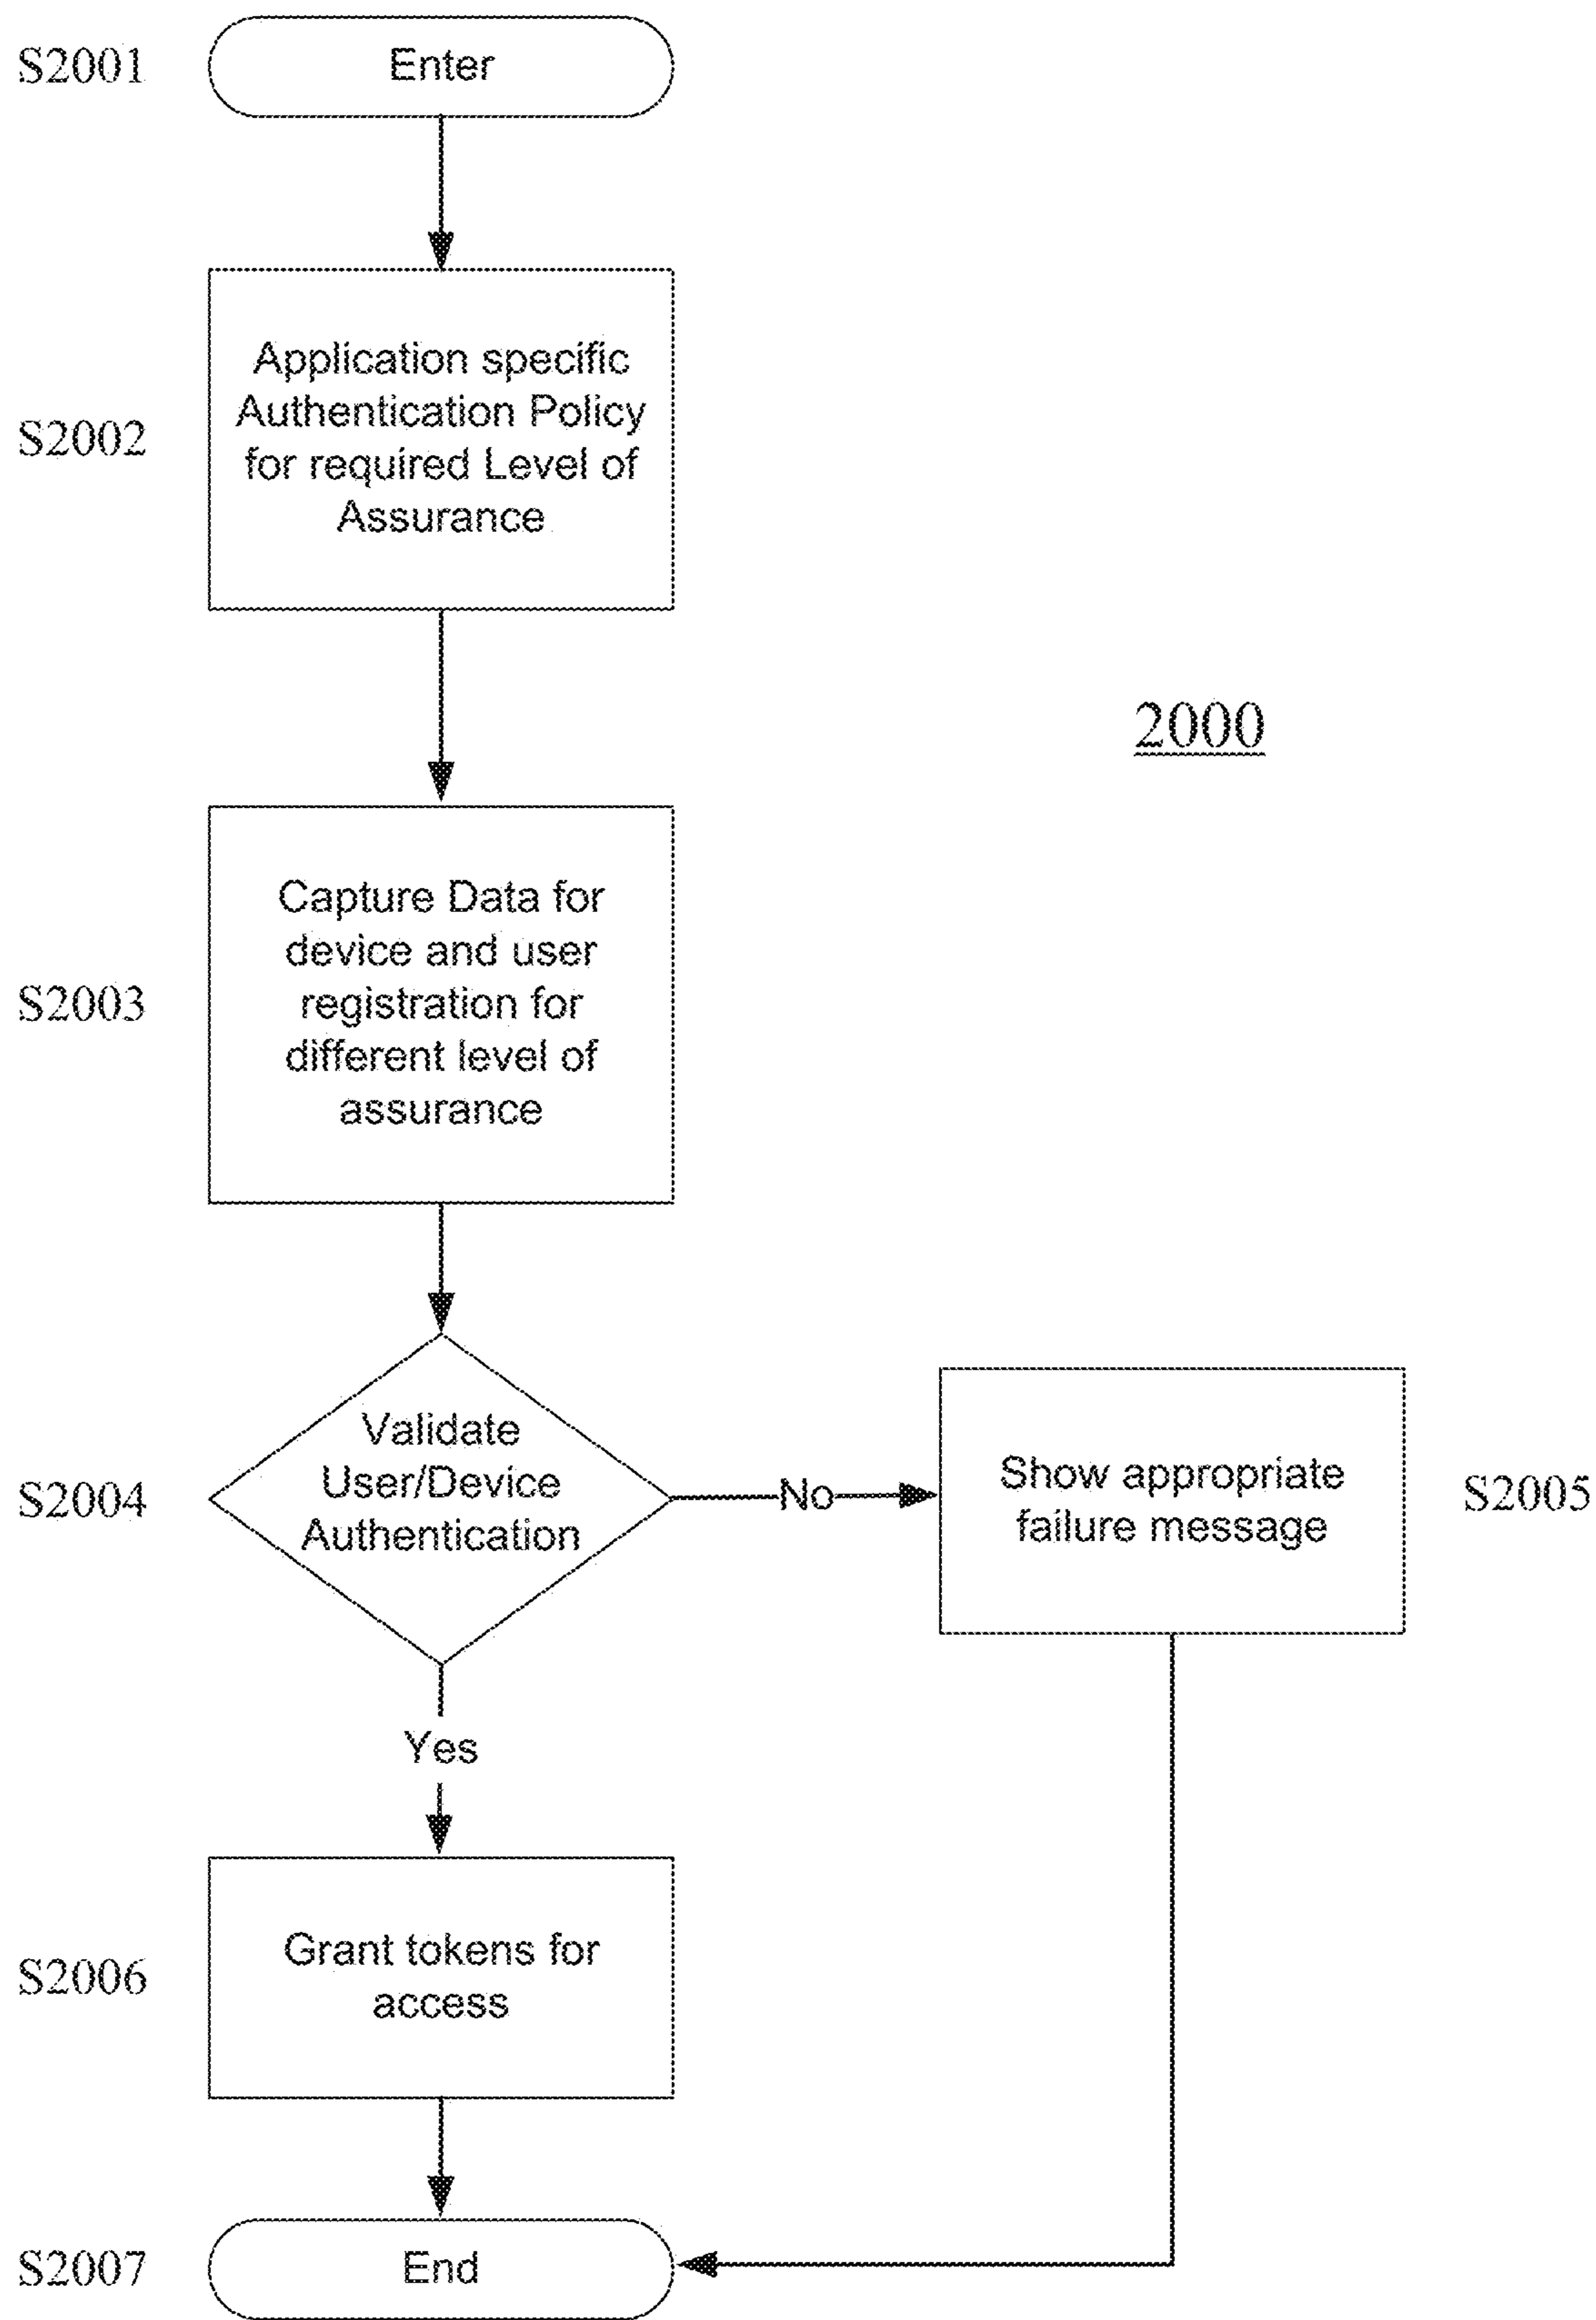 S2001
Enter
S2002
Application specific
Authentication Policy
for required Level of
Assurance
2000
S2003
Capture Data for
device and user
registration for
different level of
assurance
S2004
Validate
User/Device
Authentication
No
Show appropriate
failure message
S2005
Yes
S2006
Grant tokens for
access
S2007
End